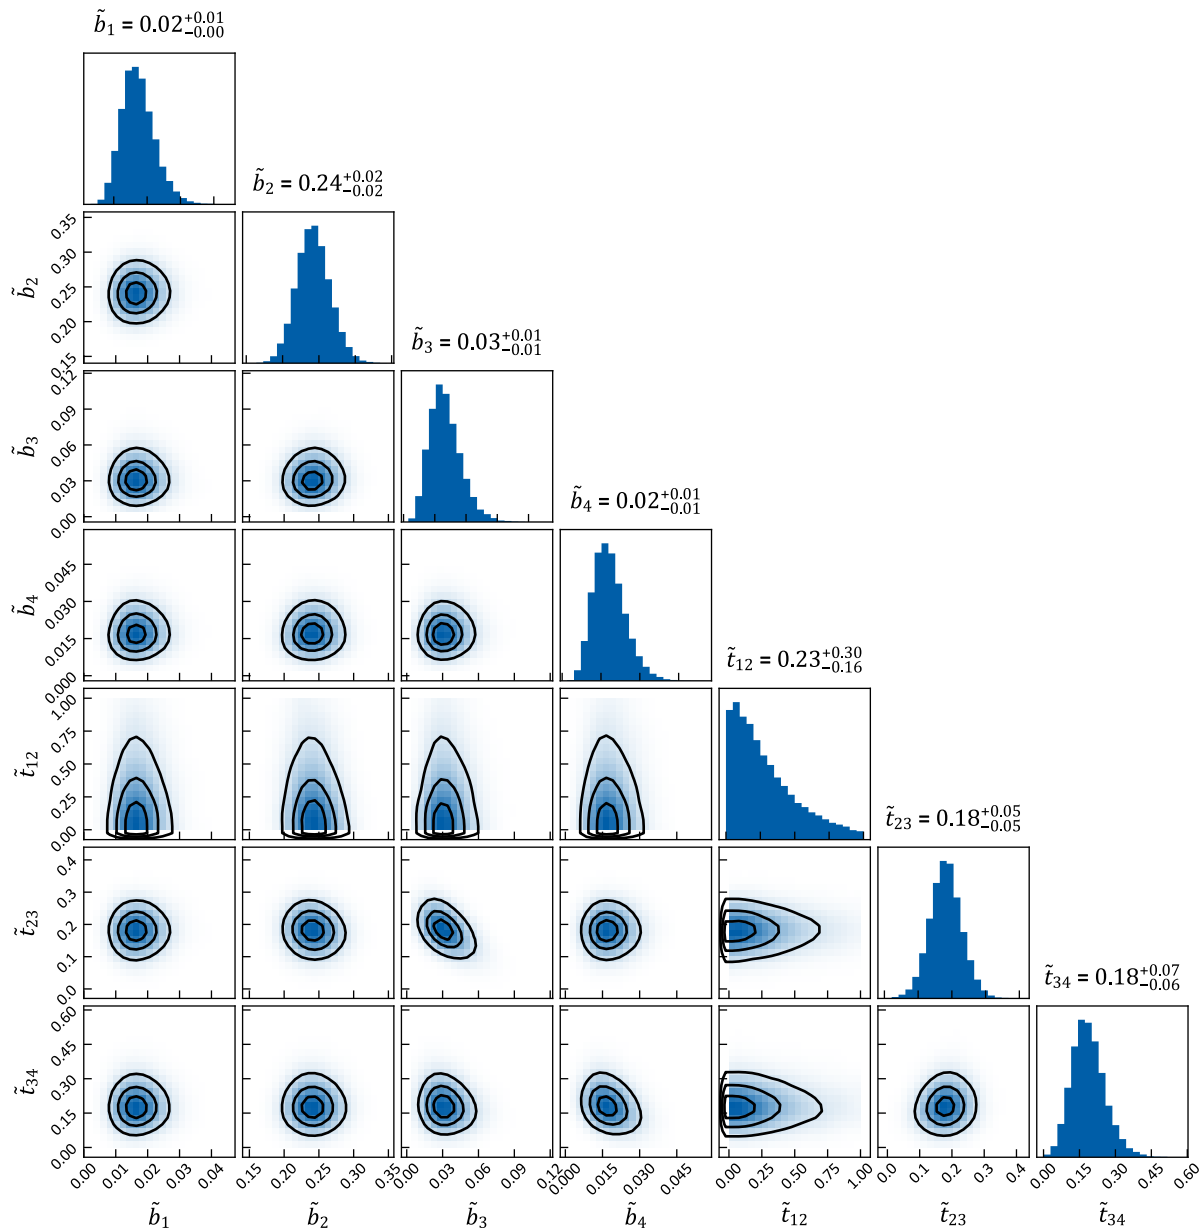 b̃₁ = 0.02⁺⁰·⁰¹₋₀.₀₀
b̃₂ = 0.24⁺⁰·⁰²₋₀.₀₂
0.35
0.30
0.25
0.20
0.15
b̃₂
b̃₃ = 0.03⁺⁰·⁰¹₋₀.₀₁
0.12
0.09
0.06
0.03
0.00
b̃₃
b̃₄ = 0.02⁺⁰·⁰¹₋₀.₀₁
0.045
0.030
0.015
0.000
b̃₄
t̃₁₂ = 0.23⁺⁰·³⁰₋₀.₁₆
1.00
0.75
0.50
0.25
0.00
t̃₁₂
t̃₂₃ = 0.18⁺⁰·⁰⁵₋₀.₀₅
0.4
0.3
0.2
0.1
0.0
t̃₂₃
t̃₃₄ = 0.18⁺⁰·⁰⁷₋₀.₀₆
0.60
0.45
0.30
0.15
0.00
t̃₃₄
0.00 0.01 0.02 0.03 0.04 0.15 0.20 0.25 0.30 0.35 0.00 0.03 0.06 0.09 0.12 0.000 0.015 0.030 0.045 0.00 0.25 0.50 0.75 1.00 0.0 0.1 0.2 0.3 0.4 0.00 0.15 0.30 0.45 0.60
b̃₁ b̃₂ b̃₃ b̃₄ t̃₁₂ t̃₂₃ t̃₃₄